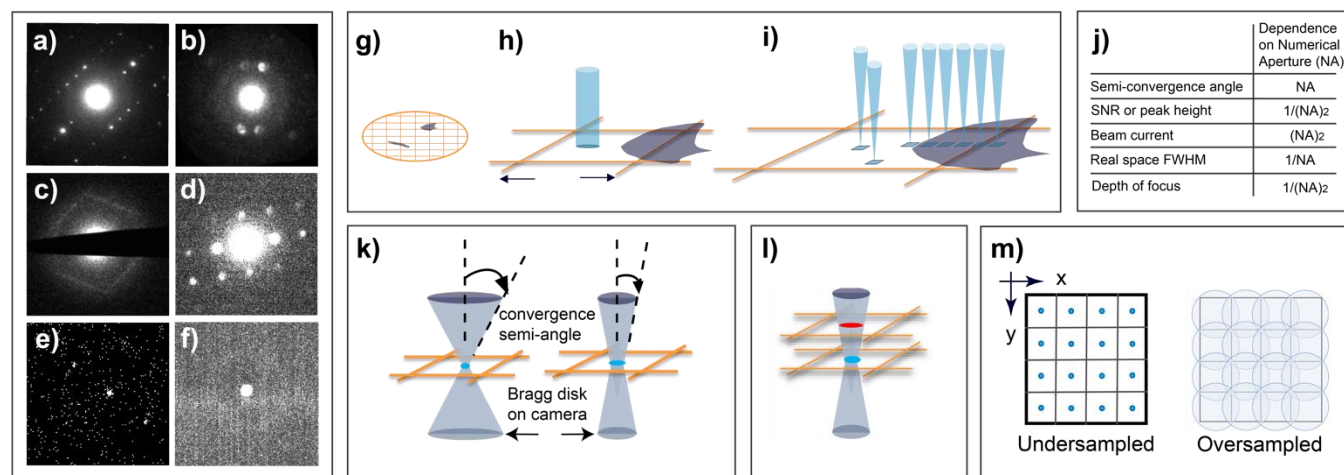 a)
b)
c)
d)
e)
f)
g)
h)
i)
j)
Dependence
on Numerical
Aperture (NA)
Semi-convergence angle NA
SNR or peak height 1/(NA)2
Beam current (NA)2
Real space FWHM 1/NA
Depth of focus 1/(NA)2
k)
convergence
semi-angle
Bragg disk
on camera
l)
m)
x
y
Undersampled
Oversampled